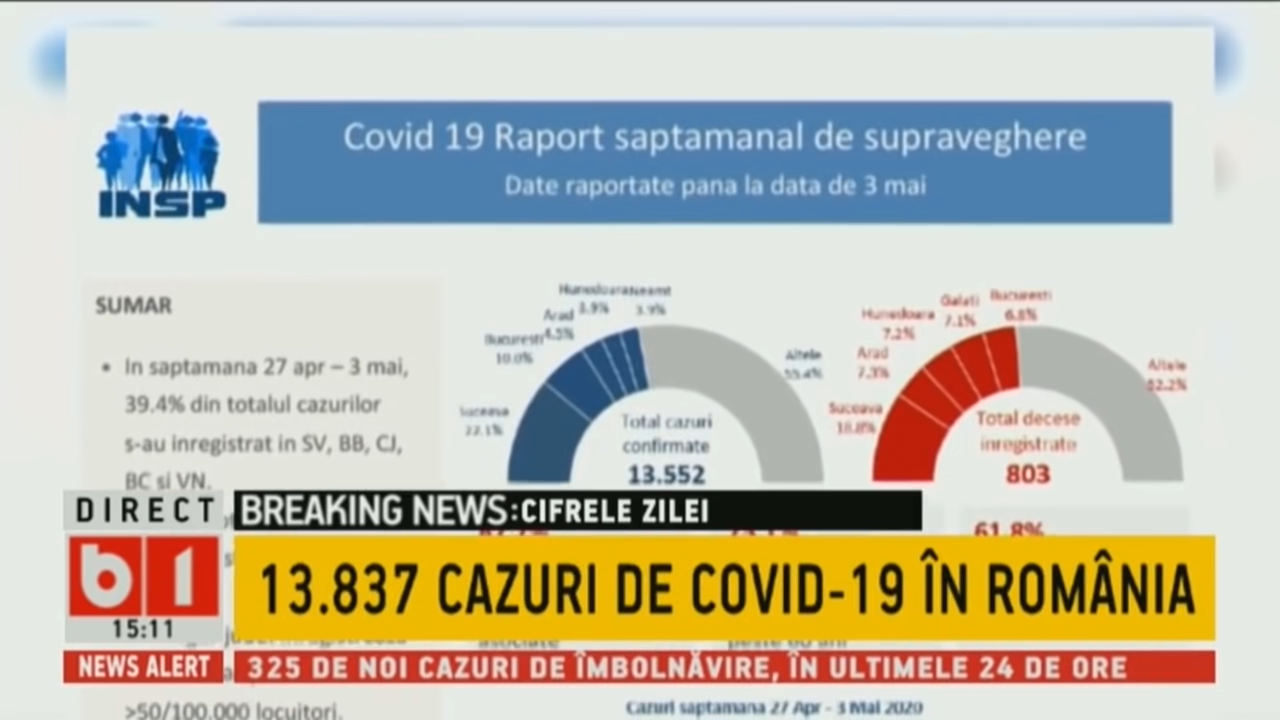 INSP
Covid 19 Raport saptamanal de supraveghere
Date raportate pana la data de 3 mai
SUMAR
• In saptamana 27 apr – 3 mai,
39.4% din totalul cazurilor
s-au inregistrat in SV, BB, CJ,
BC si VN.
>50/100.000 locuitori.
Hunedoara
Neamt
3.9%
3.9%
Arad
4.5%
Bucuresti
10.0%
Suceava
22.1%
Altele
55.4%
Total cazuri
confirmate
13.552
Bucuresti
6.8%
Galati
7.1%
Hunedoara
7.2%
Arad
7.3%
Suceava
18.8%
Altele
52.2%
Total decese
inregistrate
803
61.8%
DIRECT
BREAKING NEWS:CIFRELE ZILEI
b1
13.837 CAZURI DE COVID-19 ÎN ROMÂNIA
15:11
NEWS ALERT
325 DE NOI CAZURI DE ÎMBOLNĂVIRE, ÎN ULTIMELE 24 DE ORE
Cazuri saptamana 27 Apr - 3 Mai 2020